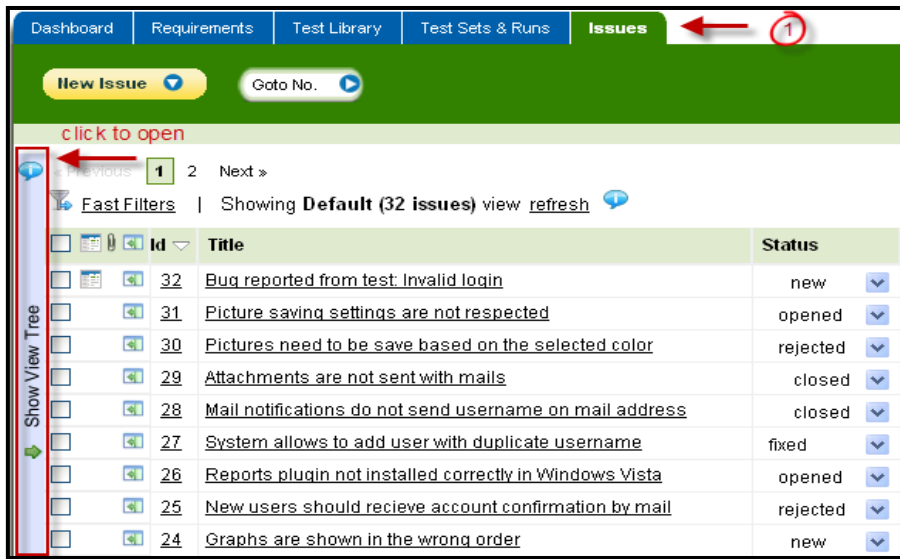 Dashboard Requirements Test Library Test Sets & Runs Issues 1
New Issue Goto No.
click to open
« Previous 1 2 Next »
Fast Filters | Showing Default (32 issues) view refresh
Id Title Status
32 Bug reported from test: Invalid login new
31 Picture saving settings are not respected opened
30 Pictures need to be save based on the selected color rejected
29 Attachments are not sent with mails closed
28 Mail notifications do not send username on mail address closed
27 System allows to add user with duplicate username fixed
26 Reports plugin not installed correctly in Windows Vista opened
25 New users should recieve account confirmation by mail rejected
24 Graphs are shown in the wrong order new
Show View Tree